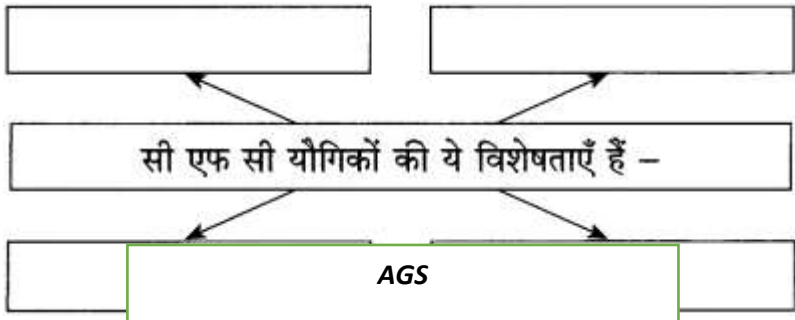 सी एफ सी यौगिकों की ये विशेषताएँ हैं –
AGS